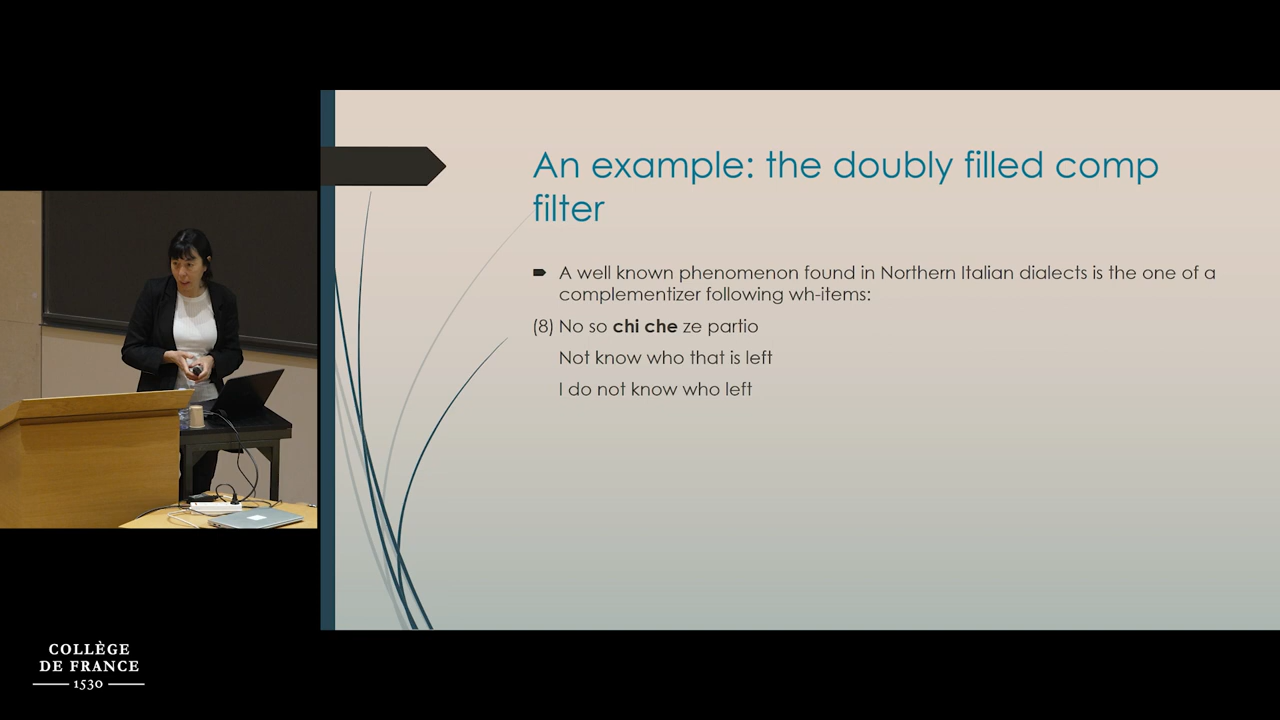 An example: the doubly filled comp
filter
A well known phenomenon found in Northern Italian dialects is the one of a
complementizer following wh-items:
(8) No so chi che ze partio
Not know who that is left
I do not know who left
COLLÈGE
DE FRANCE
1530